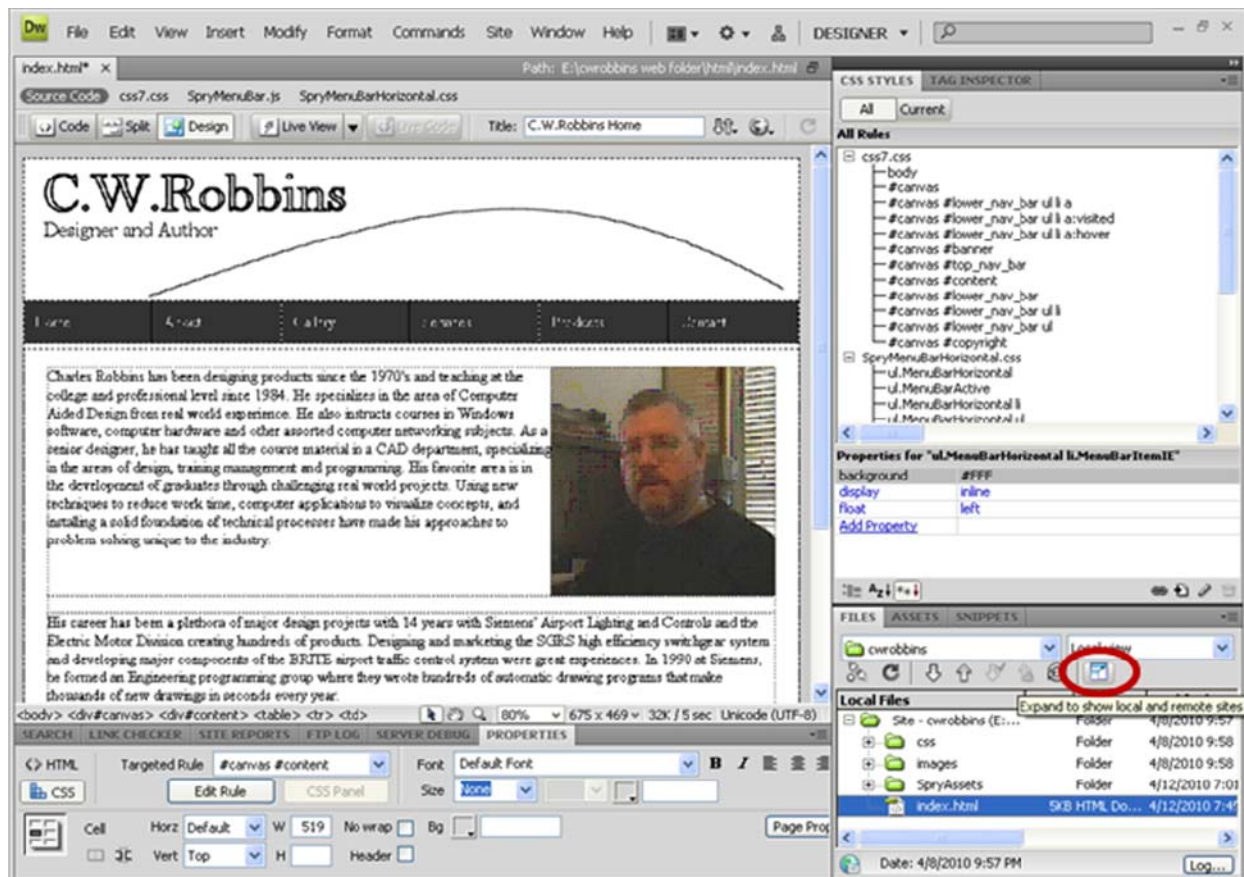 Dw File Edit View Insert Modify Format Commands Site Window Help DESIGNER
index.html* × Path: E:\cwrobbins web folder\html\index.html
Source Code css7.css SpryMenuBar.js SpryMenuBarHorizontal.css
Code Split Design Live View Live Code Title: C.W.Robbins Home
C.W.Robbins
Designer and Author
Home About Gallery Services Products Contact
Charles Robbins has been designing products since the 1970's and teaching at the
college and professional level since 1984. He specializes in the area of Computer
Aided Design from real world experience. He also instructs courses in Windows
software, computer hardware and other assorted computer networking subjects. As a
senior designer, he has taught all the course material in a CAD department, specializing
in the areas of design, training management and programming. His favorite area is in
the development of graduates through challenging real world projects. Using new
techniques to reduce work time, computer applications to visualize concepts, and
installing a solid foundation of technical processes have made his approaches to
problem solving unique to the industry.
His career has been a plethora of major design projects with 14 years with Siemens' Airport Lighting and Controls and the
Electric Motor Division creating hundreds of products. Designing and marketing the SGRS high efficiency switchgear system
and developing major components of the BRITE airport traffic control system were great experiences. In 1990 at Siemens,
he formed an Engineering programming group where they wrote hundreds of automatic drawing programs that make
thousands of new drawings in seconds every year.
<body> <div#canvas> <div#content> <table> <tr> <td> 80% 675 x 469 32K / 5 sec Unicode (UTF-8)
SEARCH LINK CHECKER SITE REPORTS FTP LOG SERVER DEBUG PROPERTIES
<> HTML Targeted Rule #canvas #content Font Default Font B I
CSS Edit Rule CSS Panel Size None
Cell Horz Default W 519 No wrap Bg Page Prop
Vert Top H Header
CSS STYLES TAG INSPECTOR
All Current
All Rules
css7.css
body
#canvas
#canvas #lower_nav_bar ul li a
#canvas #lower_nav_bar ul li a:visited
#canvas #lower_nav_bar ul li a:hover
#canvas #banner
#canvas #top_nav_bar
#canvas #content
#canvas #lower_nav_bar
#canvas #lower_nav_bar ul li
#canvas #lower_nav_bar ul
#canvas #copyright
SpryMenuBarHorizontal.css
ul.MenuBarHorizontal
ul.MenuBarActive
ul.MenuBarHorizontal li
ul.MenuBarHorizontal ul
Properties for "ul.MenuBarHorizontal li.MenuBarItemIE"
background #FFF
display inline
float left
Add Property
FILES ASSETS SNIPPETS
cwrobbins Local view
Local Files
Expand to show local and remote sites
Site - cwrobbins (E:... Folder 4/8/2010 9:57
css Folder 4/8/2010 9:58
images Folder 4/8/2010 9:58
SpryAssets Folder 4/12/2010 7:01
index.html 5KB HTML Do... 4/12/2010 7:4
Date: 4/8/2010 9:57 PM Log...